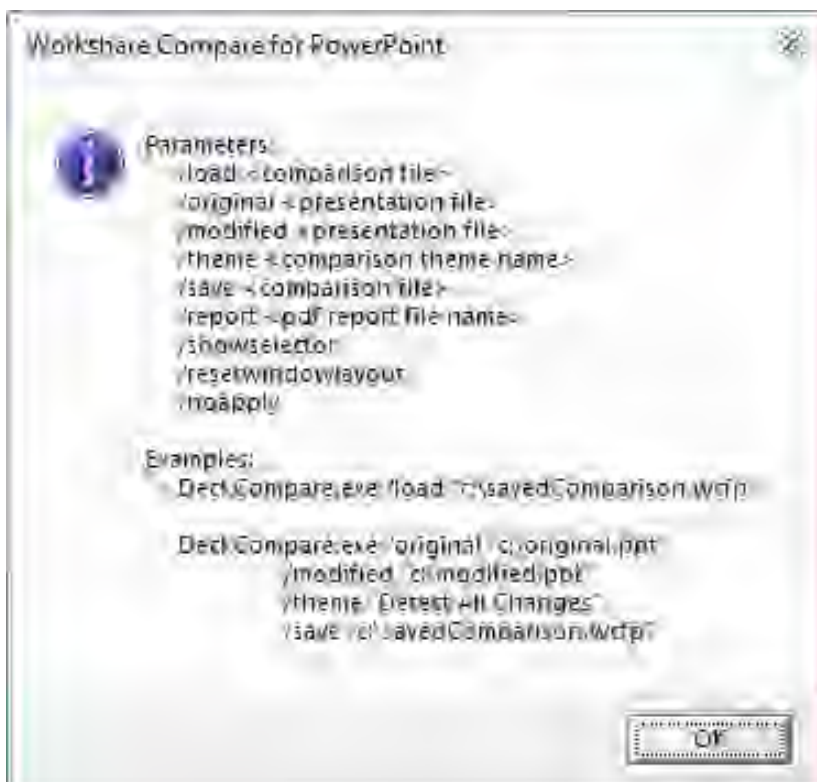 Workshare Compare for PowerPoint
Parameters:
/load <comparison file>
/original <presentation file>
/modified <presentation file>
/theme <comparison theme name>
/save <comparison file>
/report <pdf report file name>
/showselector
/resetwindowlayout
/noapply
Examples:
DeckCompare.exe /load "c:\savedComparison.wcfp"
DeckCompare.exe /original "c:\original.ppt"
/modified "c:\modified.ppt"
/theme "Detect All Changes"
/save "c:\savedComparison.wcfp"
OK